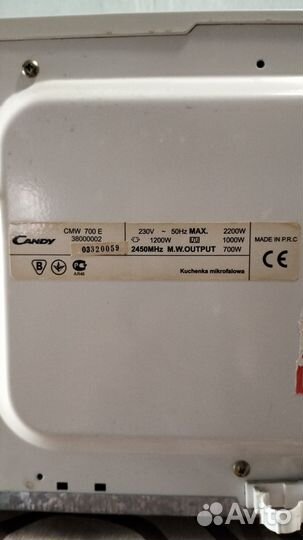 CANDY CMW 700 E 230V ~ 50Hz MAX. 2200W
38000002 1200W 1000W MADE IN P.R.C
03320059 2450MHz M.W.OUTPUT 700W
B CE
Kuchenka mikrofalowa
Avito